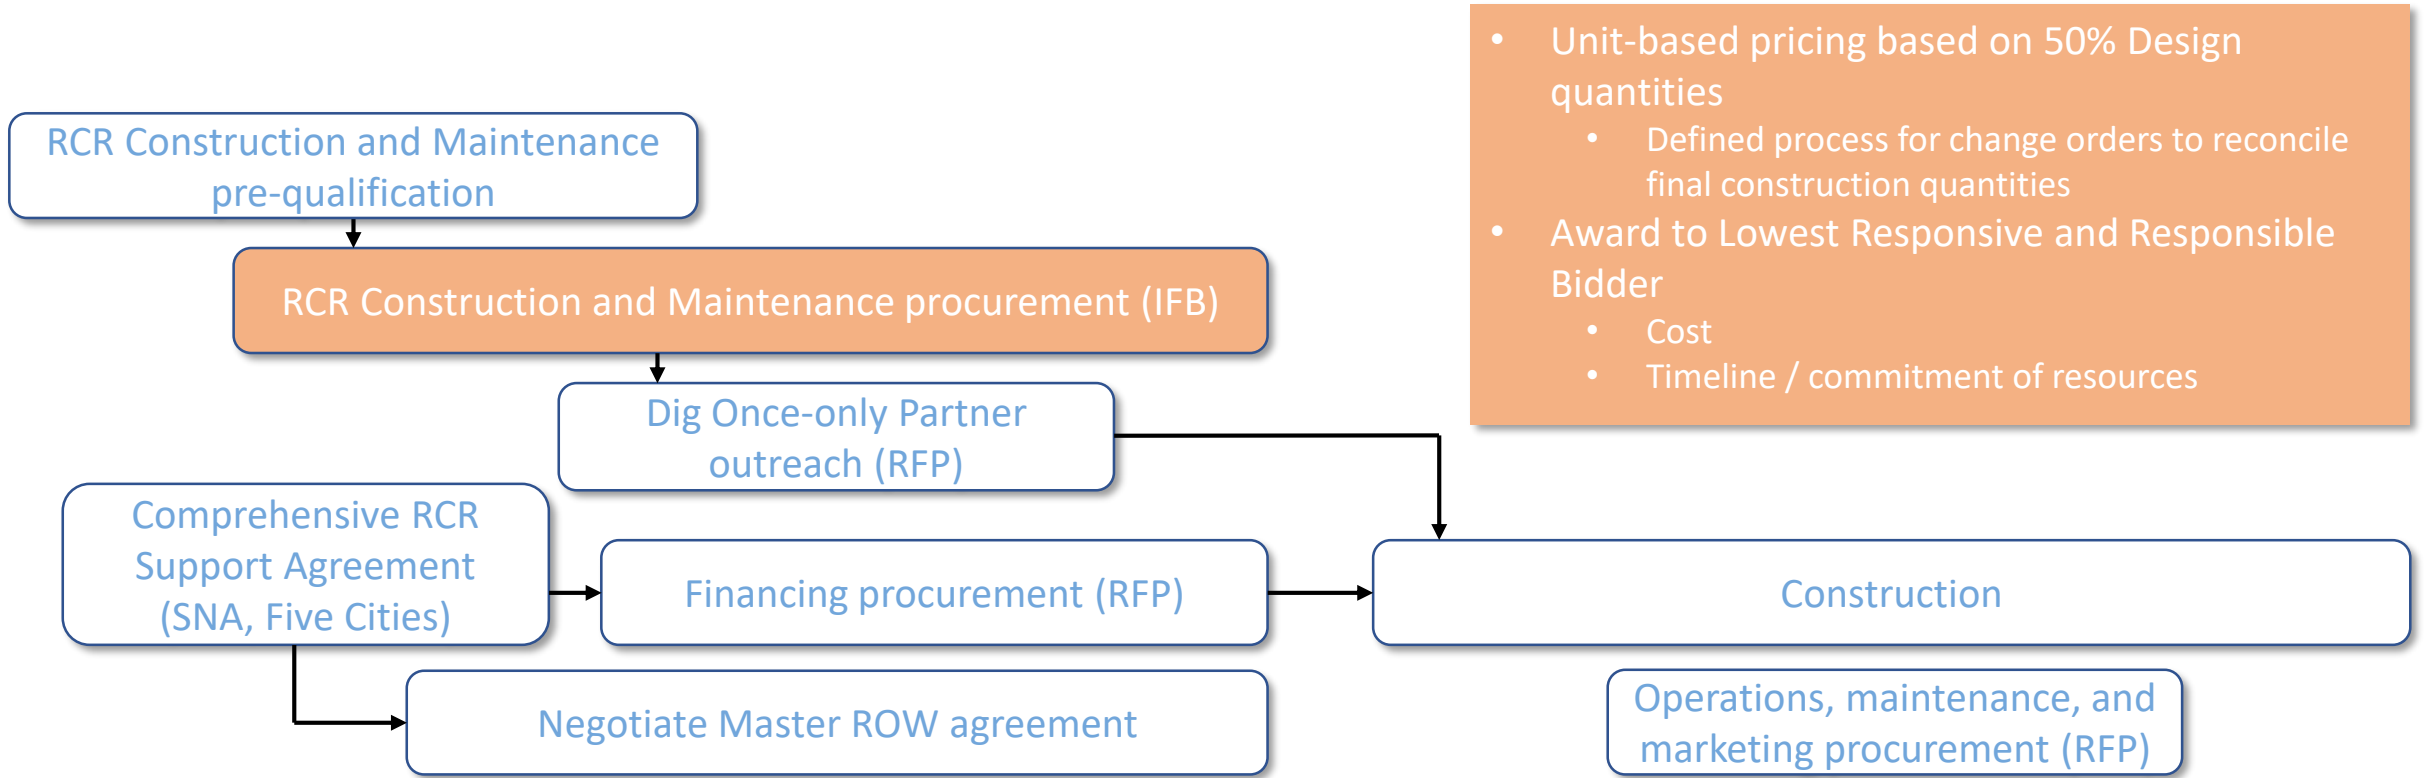 • Unit-based pricing based on 50% Design
quantities
• Defined process for change orders to reconcile
final construction quantities
• Award to Lowest Responsive and Responsible
Bidder
• Cost
• Timeline / commitment of resources
RCR Construction and Maintenance
pre-qualification
RCR Construction and Maintenance procurement (IFB)
Dig Once-only Partner
outreach (RFP)
Comprehensive RCR
Support Agreement
(SNA, Five Cities)
Financing procurement (RFP)
Construction
Negotiate Master ROW agreement
Operations, maintenance, and
marketing procurement (RFP)